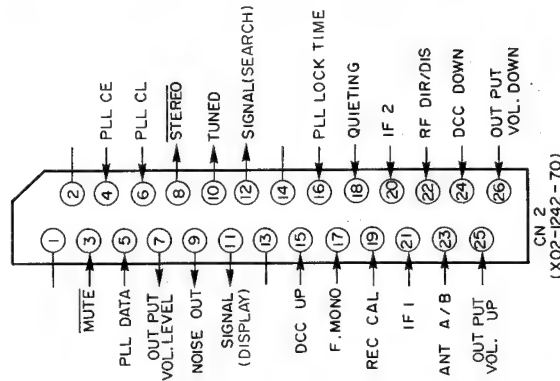 1
2
MUTE
3
4
PLL CE
PLL DATA
5
6
PLL CL
OUT PUT
VOL. LEVEL
7
8
STEREO
NOISE OUT
9
10
TUNED
SIGNAL
(DISPLAY)
11
12
SIGNAL(SEARCH)
13
14
DCC UP
15
16
PLL LOCK TIME
F. MONO
17
18
QUIETING
REC CAL
19
20
IF 2
IF 1
21
22
RF DIR/DIS
ANT A/B
23
24
DCC DOWN
OUT PUT
VOL. UP
25
26
OUT PUT
VOL. DOWN
CN 2
(X02-1242-70)